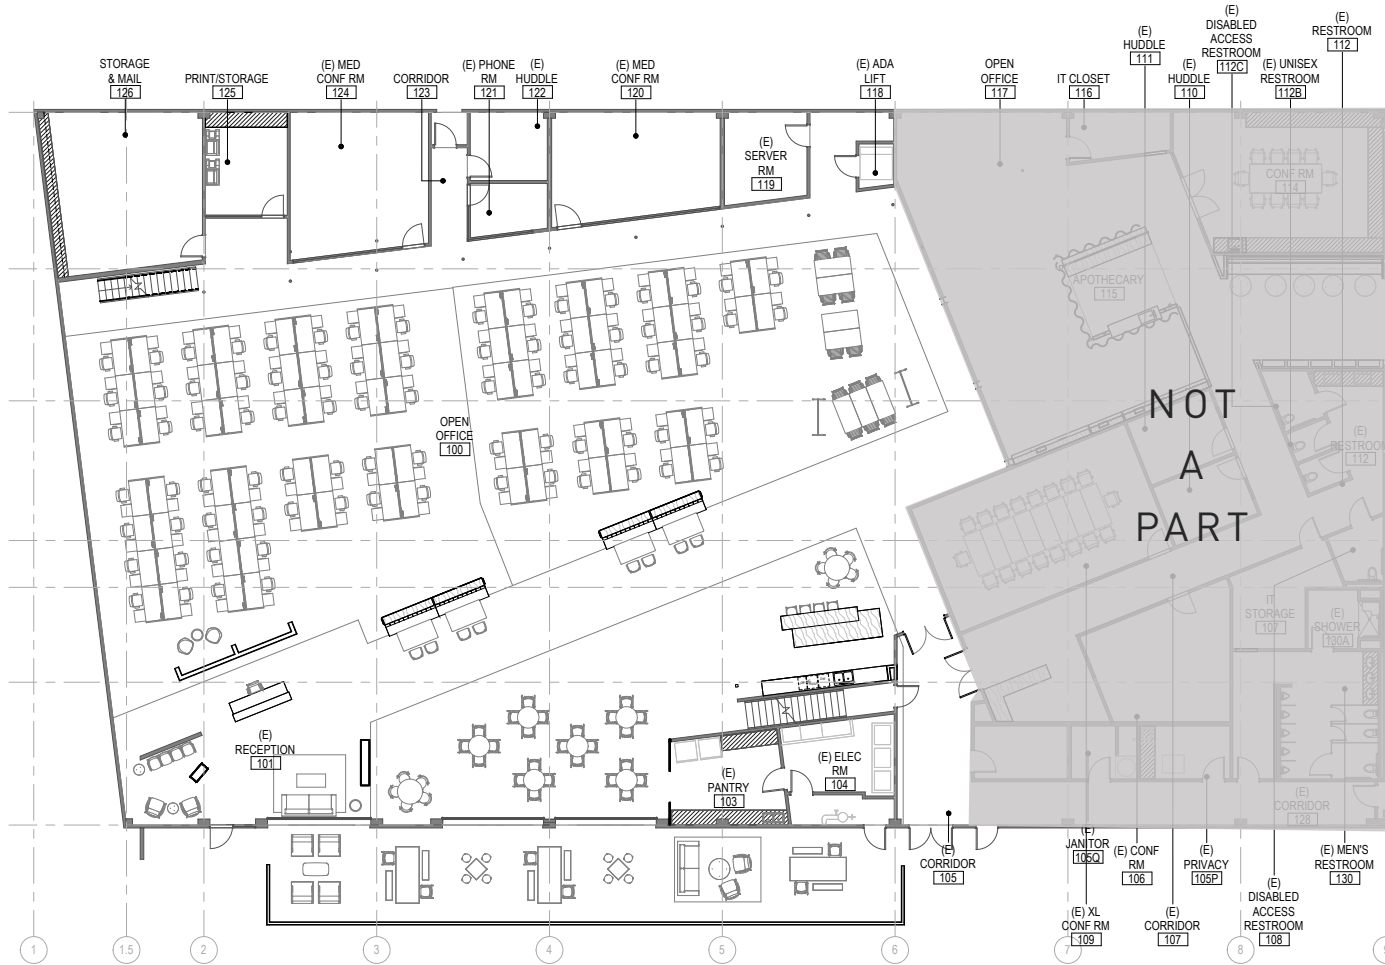 STORAGE
& MAIL
126
PRINT/STORAGE
125
(E) MED
CONF RM
124
CORRIDOR
123
(E) PHONE
RM
121
(E)
HUDDLE
122
(E) MED
CONF RM
120
(E) ADA
LIFT
118
OPEN
OFFICE
117
IT CLOSET
116
(E)
HUDDLE
111
(E)
HUDDLE
110
(E)
DISABLED
ACCESS
RESTROOM
112C
(E) UNISEX
RESTROOM
112B
(E)
RESTROOM
112
(E)
SERVER
RM
119
CONF RM
114
APOTHECARY
115
NOT
A
PART
OPEN
OFFICE
100
(E)
RESTROOM
112
IT
STORAGE
107
(E)
SHOWER
130A
(E)
RECEPTION
101
(E)
PANTRY
103
(E) ELEC
RM
104
(E)
CORRIDOR
128
(E)
CORRIDOR
105
(E)
JANITOR
105Q
(E) CONF
RM
106
(E)
PRIVACY
105P
(E)
DISABLED
ACCESS
RESTROOM
108
(E) MEN'S
RESTROOM
130
(E) XL
CONF RM
109
(E)
CORRIDOR
107
1
1.5
2
3
4
5
6
7
8
9